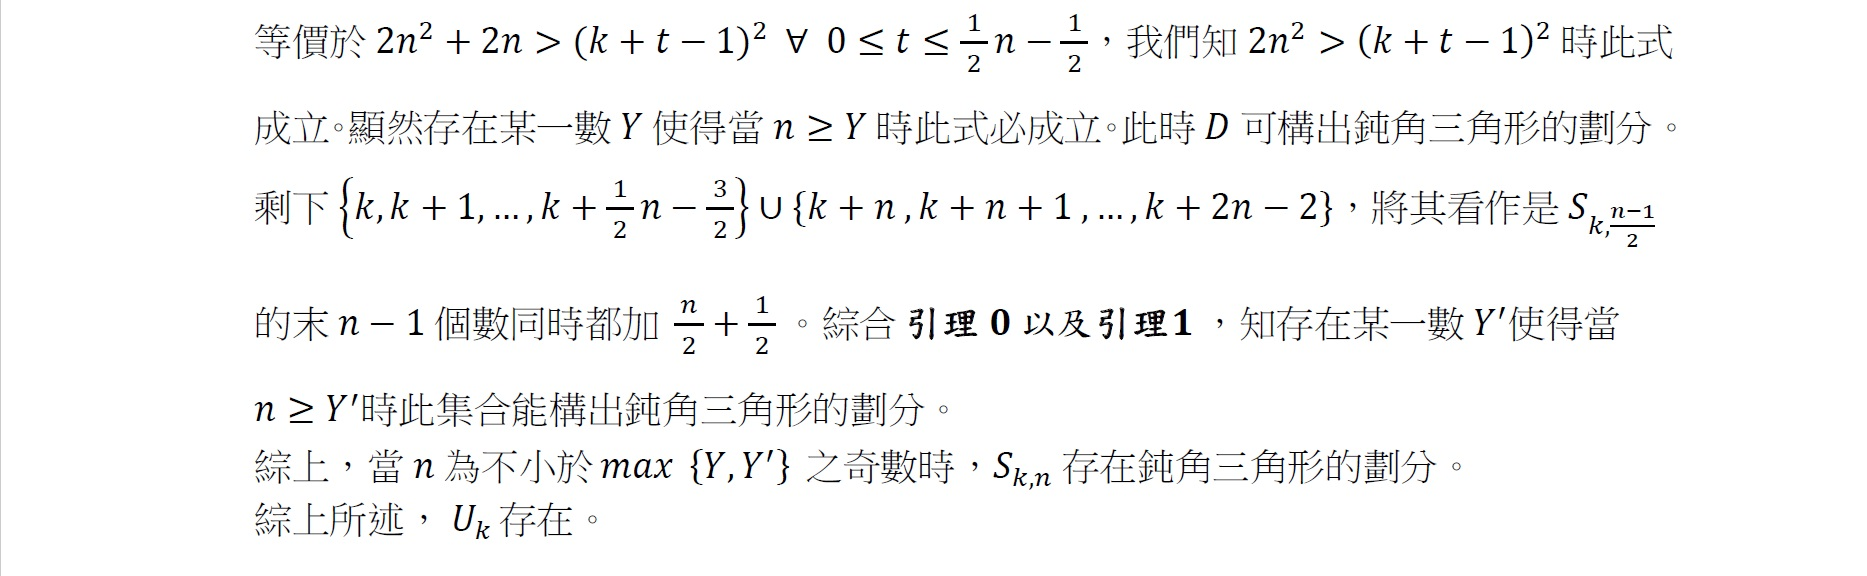 等價於 2n² + 2n > (k + t − 1)² ∀ 0 ≤ t ≤ 1/2 n − 1/2，我們知 2n² > (k + t − 1)² 時此式
成立。顯然存在某一數 Y 使得當 n ≥ Y 時此式必成立。此時 D 可構出鈍角三角形的劃分。
剩下 {k, k + 1, …, k + 1/2 n − 3/2} ∪ {k + n , k + n + 1 , … , k + 2n − 2}，將其看作是 S_{k,(n−1)/2}
的末 n − 1 個數同時都加 n/2 + 1/2 。綜合 引理 0 以及引理1 ，知存在某一數 Y′使得當
n ≥ Y′時此集合能構出鈍角三角形的劃分。
綜上，當 n 為不小於 max {Y, Y′} 之奇數時，S_{k,n} 存在鈍角三角形的劃分。
綜上所述， U_k 存在。